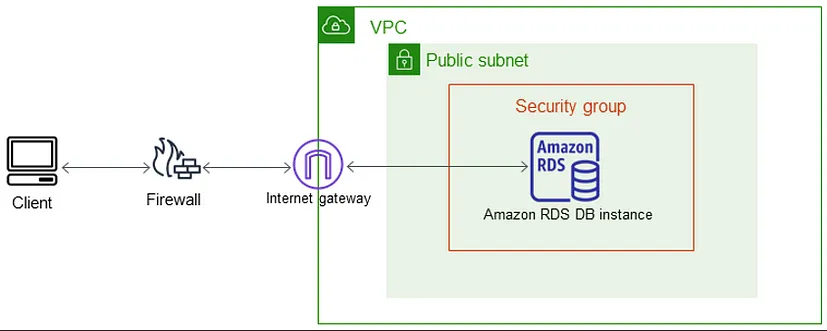 VPC
Public subnet
Security group
Amazon
RDS
Client
Firewall
Internet gateway
Amazon RDS DB instance